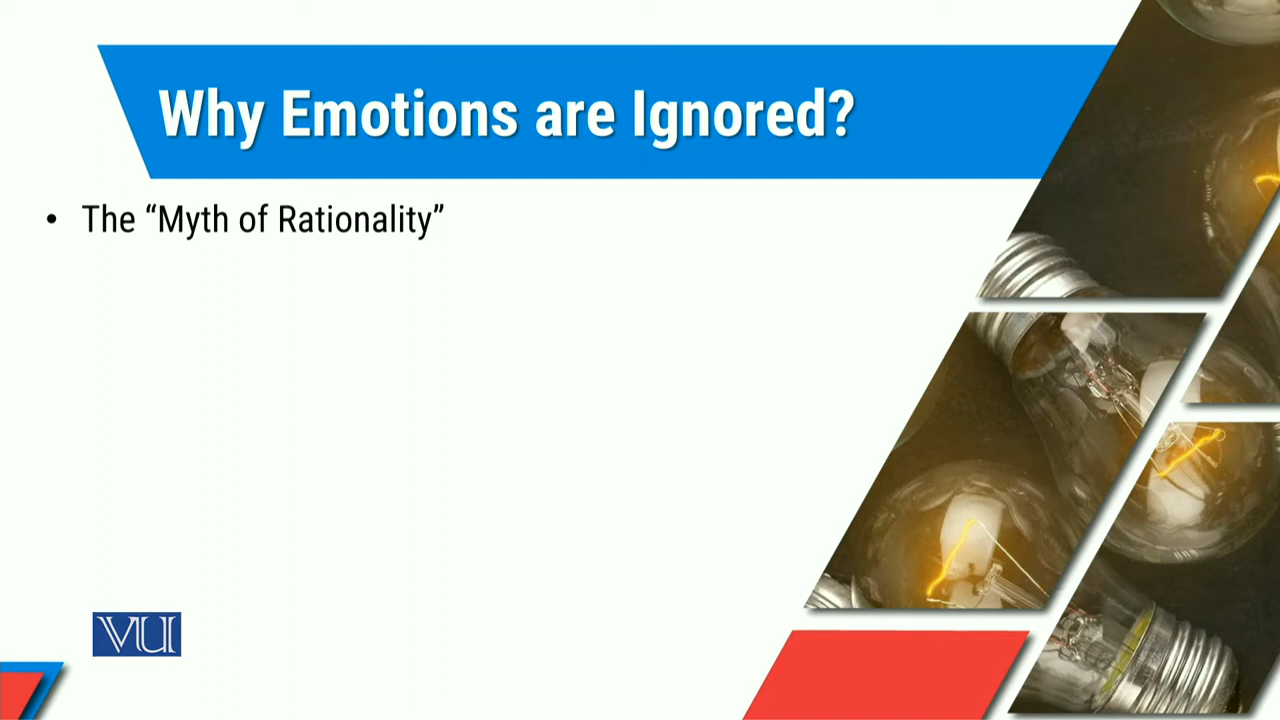 Why Emotions are Ignored?
• The “Myth of Rationality”
VU